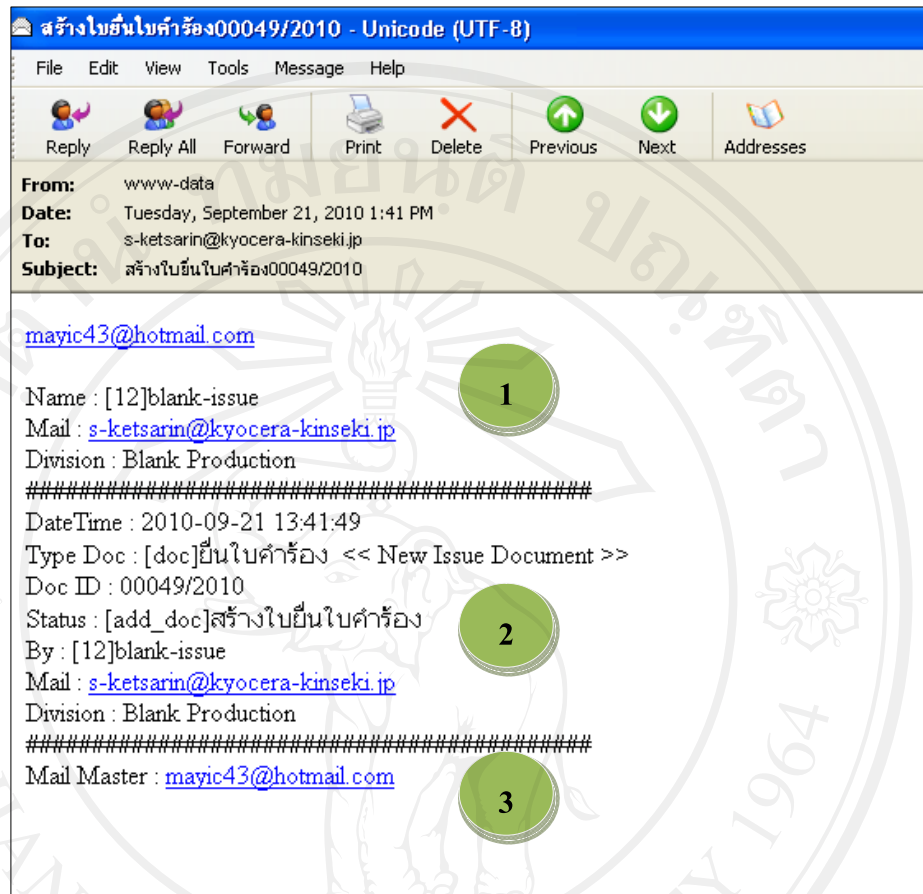 สร้างใบยื่นใบคำร้อง00049/2010 - Unicode (UTF-8)
File Edit View Tools Message Help
Reply Reply All Forward Print Delete Previous Next Addresses
From: www-data
Date: Tuesday, September 21, 2010 1:41 PM
To: s-ketsarin@kyocera-kinseki.jp
Subject: สร้างใบยื่นใบคำร้อง00049/2010
mayic43@hotmail.com
1
Name : [12]blank-issue
Mail : s-ketsarin@kyocera-kinseki.jp
Division : Blank Production
###########################################
DateTime : 2010-09-21 13:41:49
Type Doc : [doc]ยื่นใบคำร้อง << New Issue Document >>
Doc ID : 00049/2010
Status : [add_doc]สร้างใบยื่นใบคำร้อง
2
By : [12]blank-issue
Mail : s-ketsarin@kyocera-kinseki.jp
Division : Blank Production
###########################################
Mail Master : mayic43@hotmail.com
3
1964